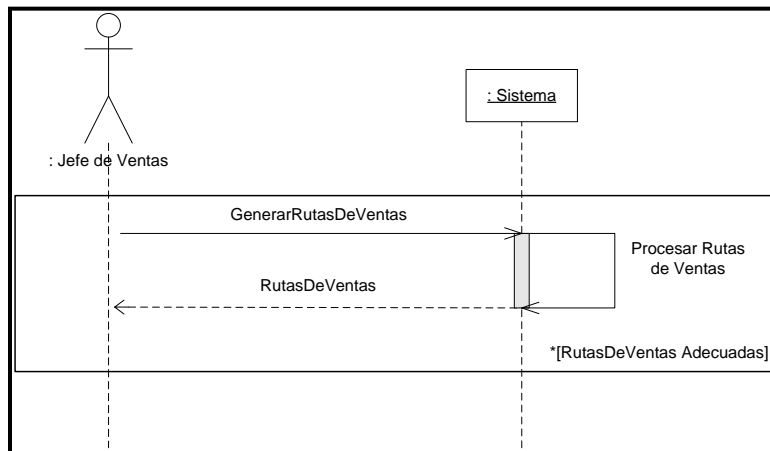 : Sistema
: Jefe de Ventas
GenerarRutasDeVentas
Procesar Rutas
de Ventas
RutasDeVentas
*[RutasDeVentas Adecuadas]